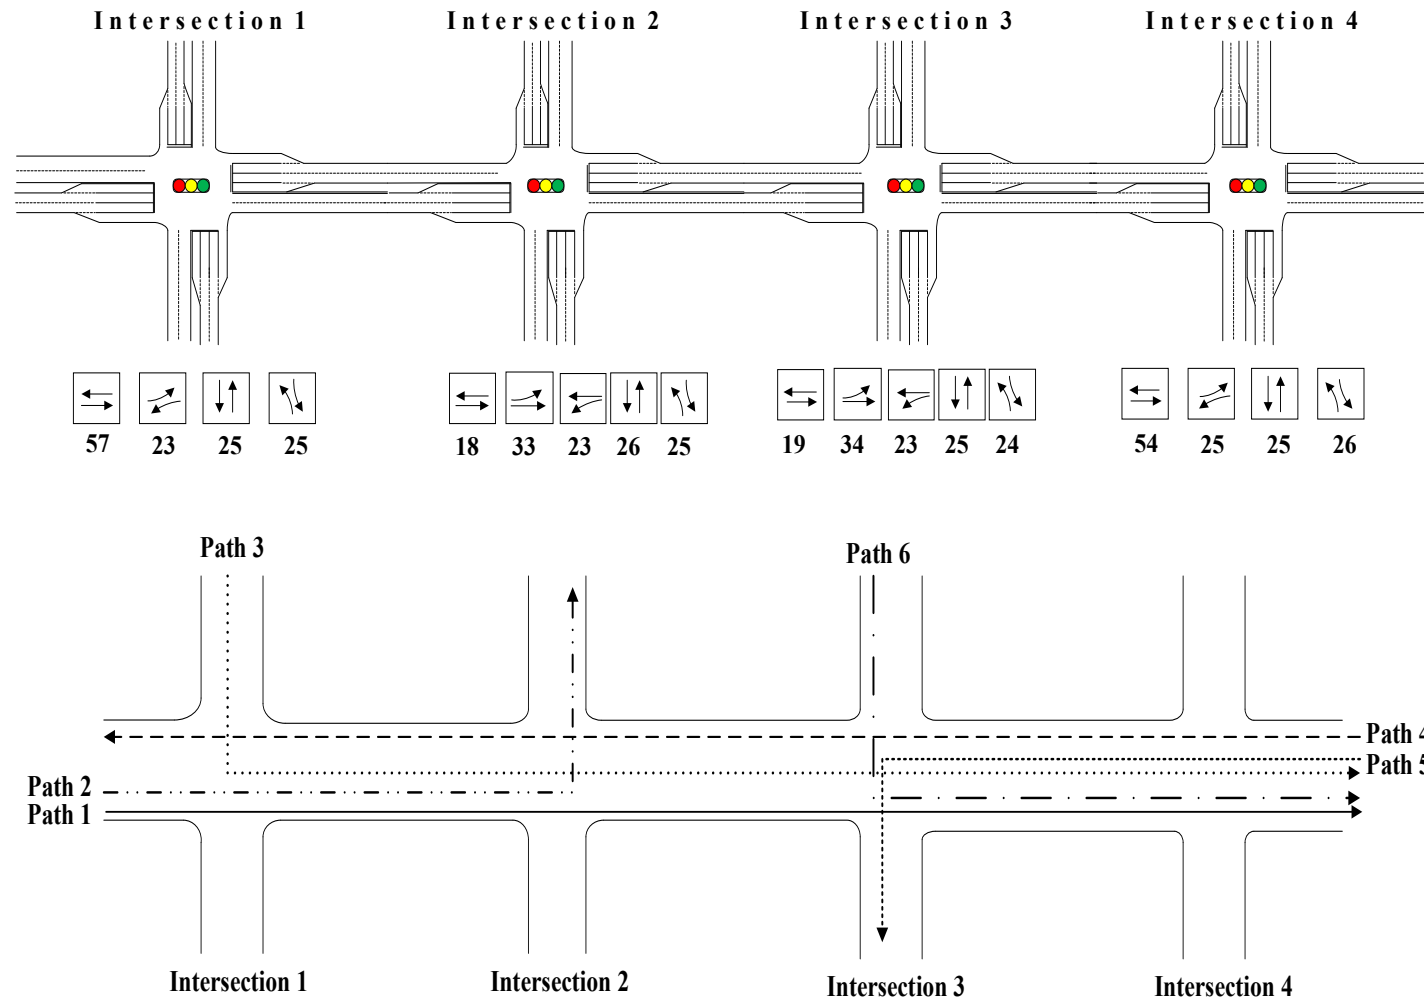 Intersection 1
Intersection 2
Intersection 3
Intersection 4
57 23 25 25
18 33 23 26 25
19 34 23 25 24
54 25 25 26
Path 3
Path 6
Path 4
Path 5
Path 2
Path 1
Intersection 1
Intersection 2
Intersection 3
Intersection 4